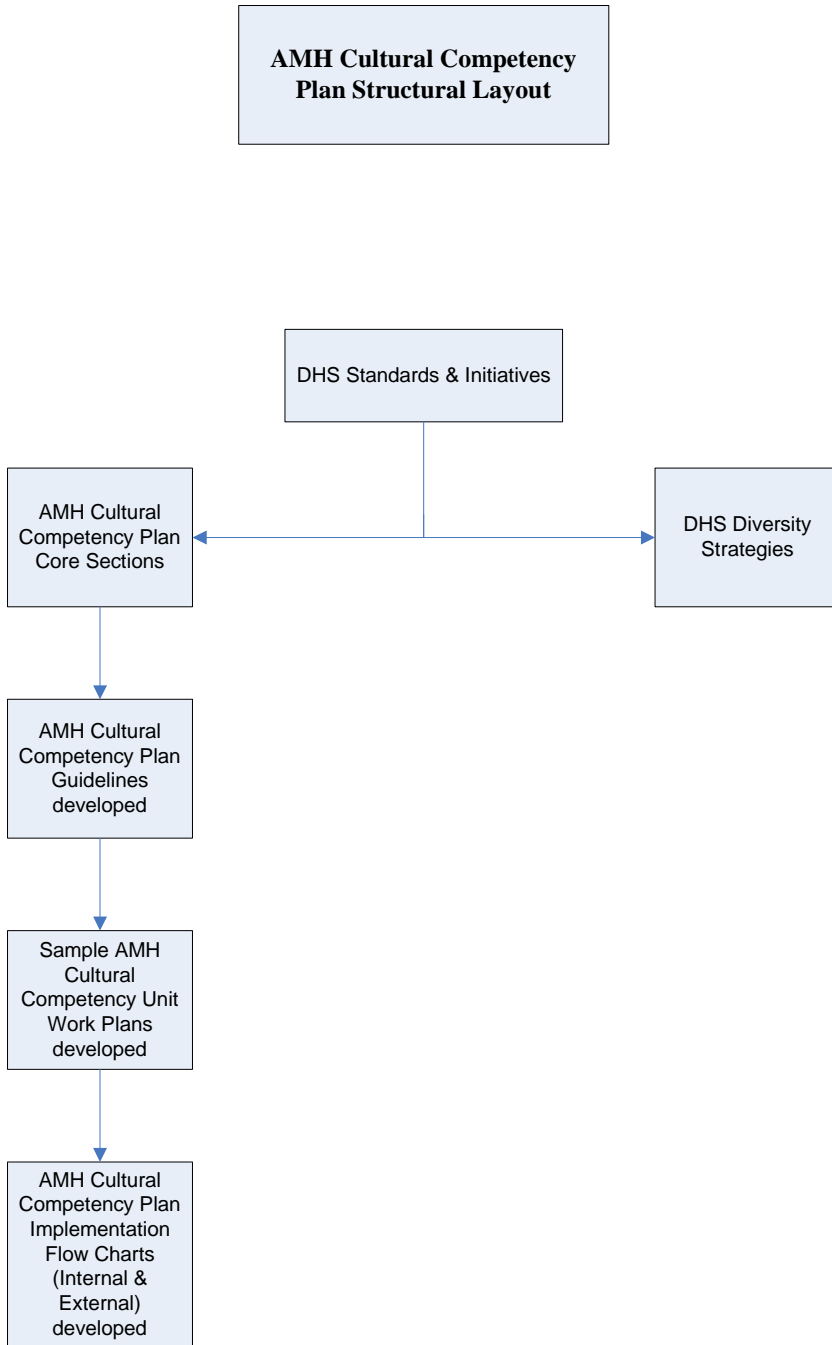 AMH Cultural Competency
Plan Structural Layout
DHS Standards & Initiatives
AMH Cultural
Competency Plan
Core Sections
DHS Diversity
Strategies
AMH Cultural
Competency Plan
Guidelines
developed
Sample AMH
Cultural
Competency Unit
Work Plans
developed
AMH Cultural
Competency Plan
Implementation
Flow Charts
(Internal &
External)
developed